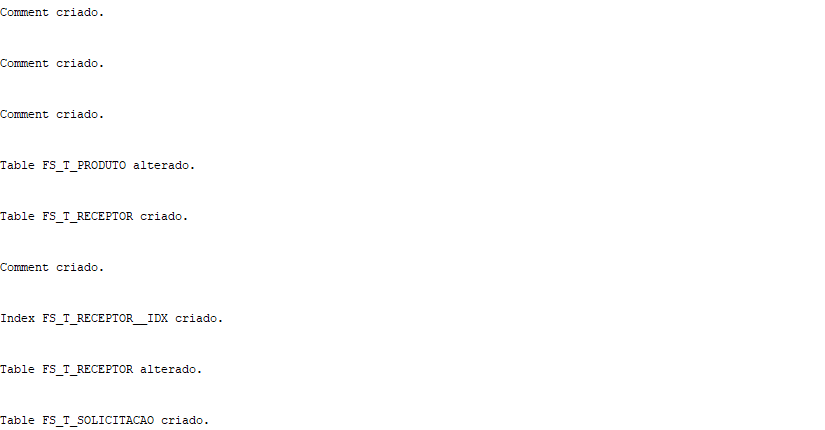 Comment criado.
Comment criado.
Comment criado.
Table FS_T_PRODUTO alterado.
Table FS_T_RECEPTOR criado.
Comment criado.
Index FS_T_RECEPTOR__IDX criado.
Table FS_T_RECEPTOR alterado.
Table FS_T_SOLICITACAO criado.